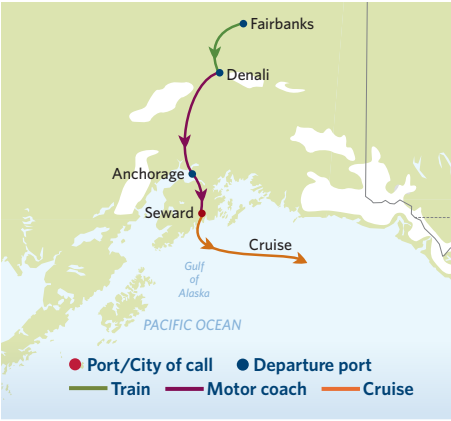 Fairbanks
Denali
Anchorage
Seward
Cruise
Gulf
of
Alaska
PACIFIC OCEAN
Port/City of call Departure port
Train Motor coach Cruise